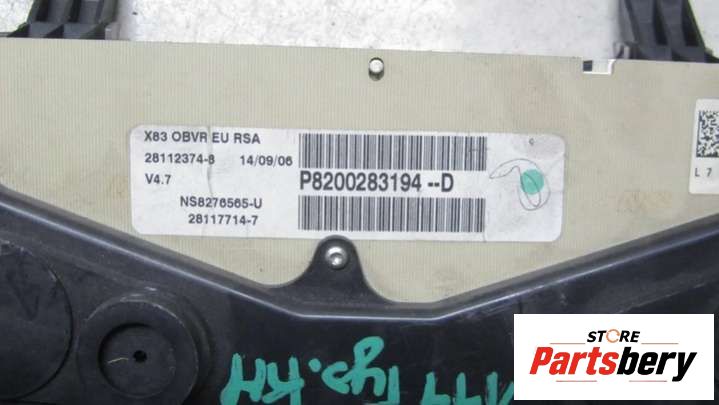 X83 OBVR EU RSA
28112374-8 14/09/06
V4.7
P8200283194 --D
NS8276565-U
28117714-7
L 7
STORE
Partsbery